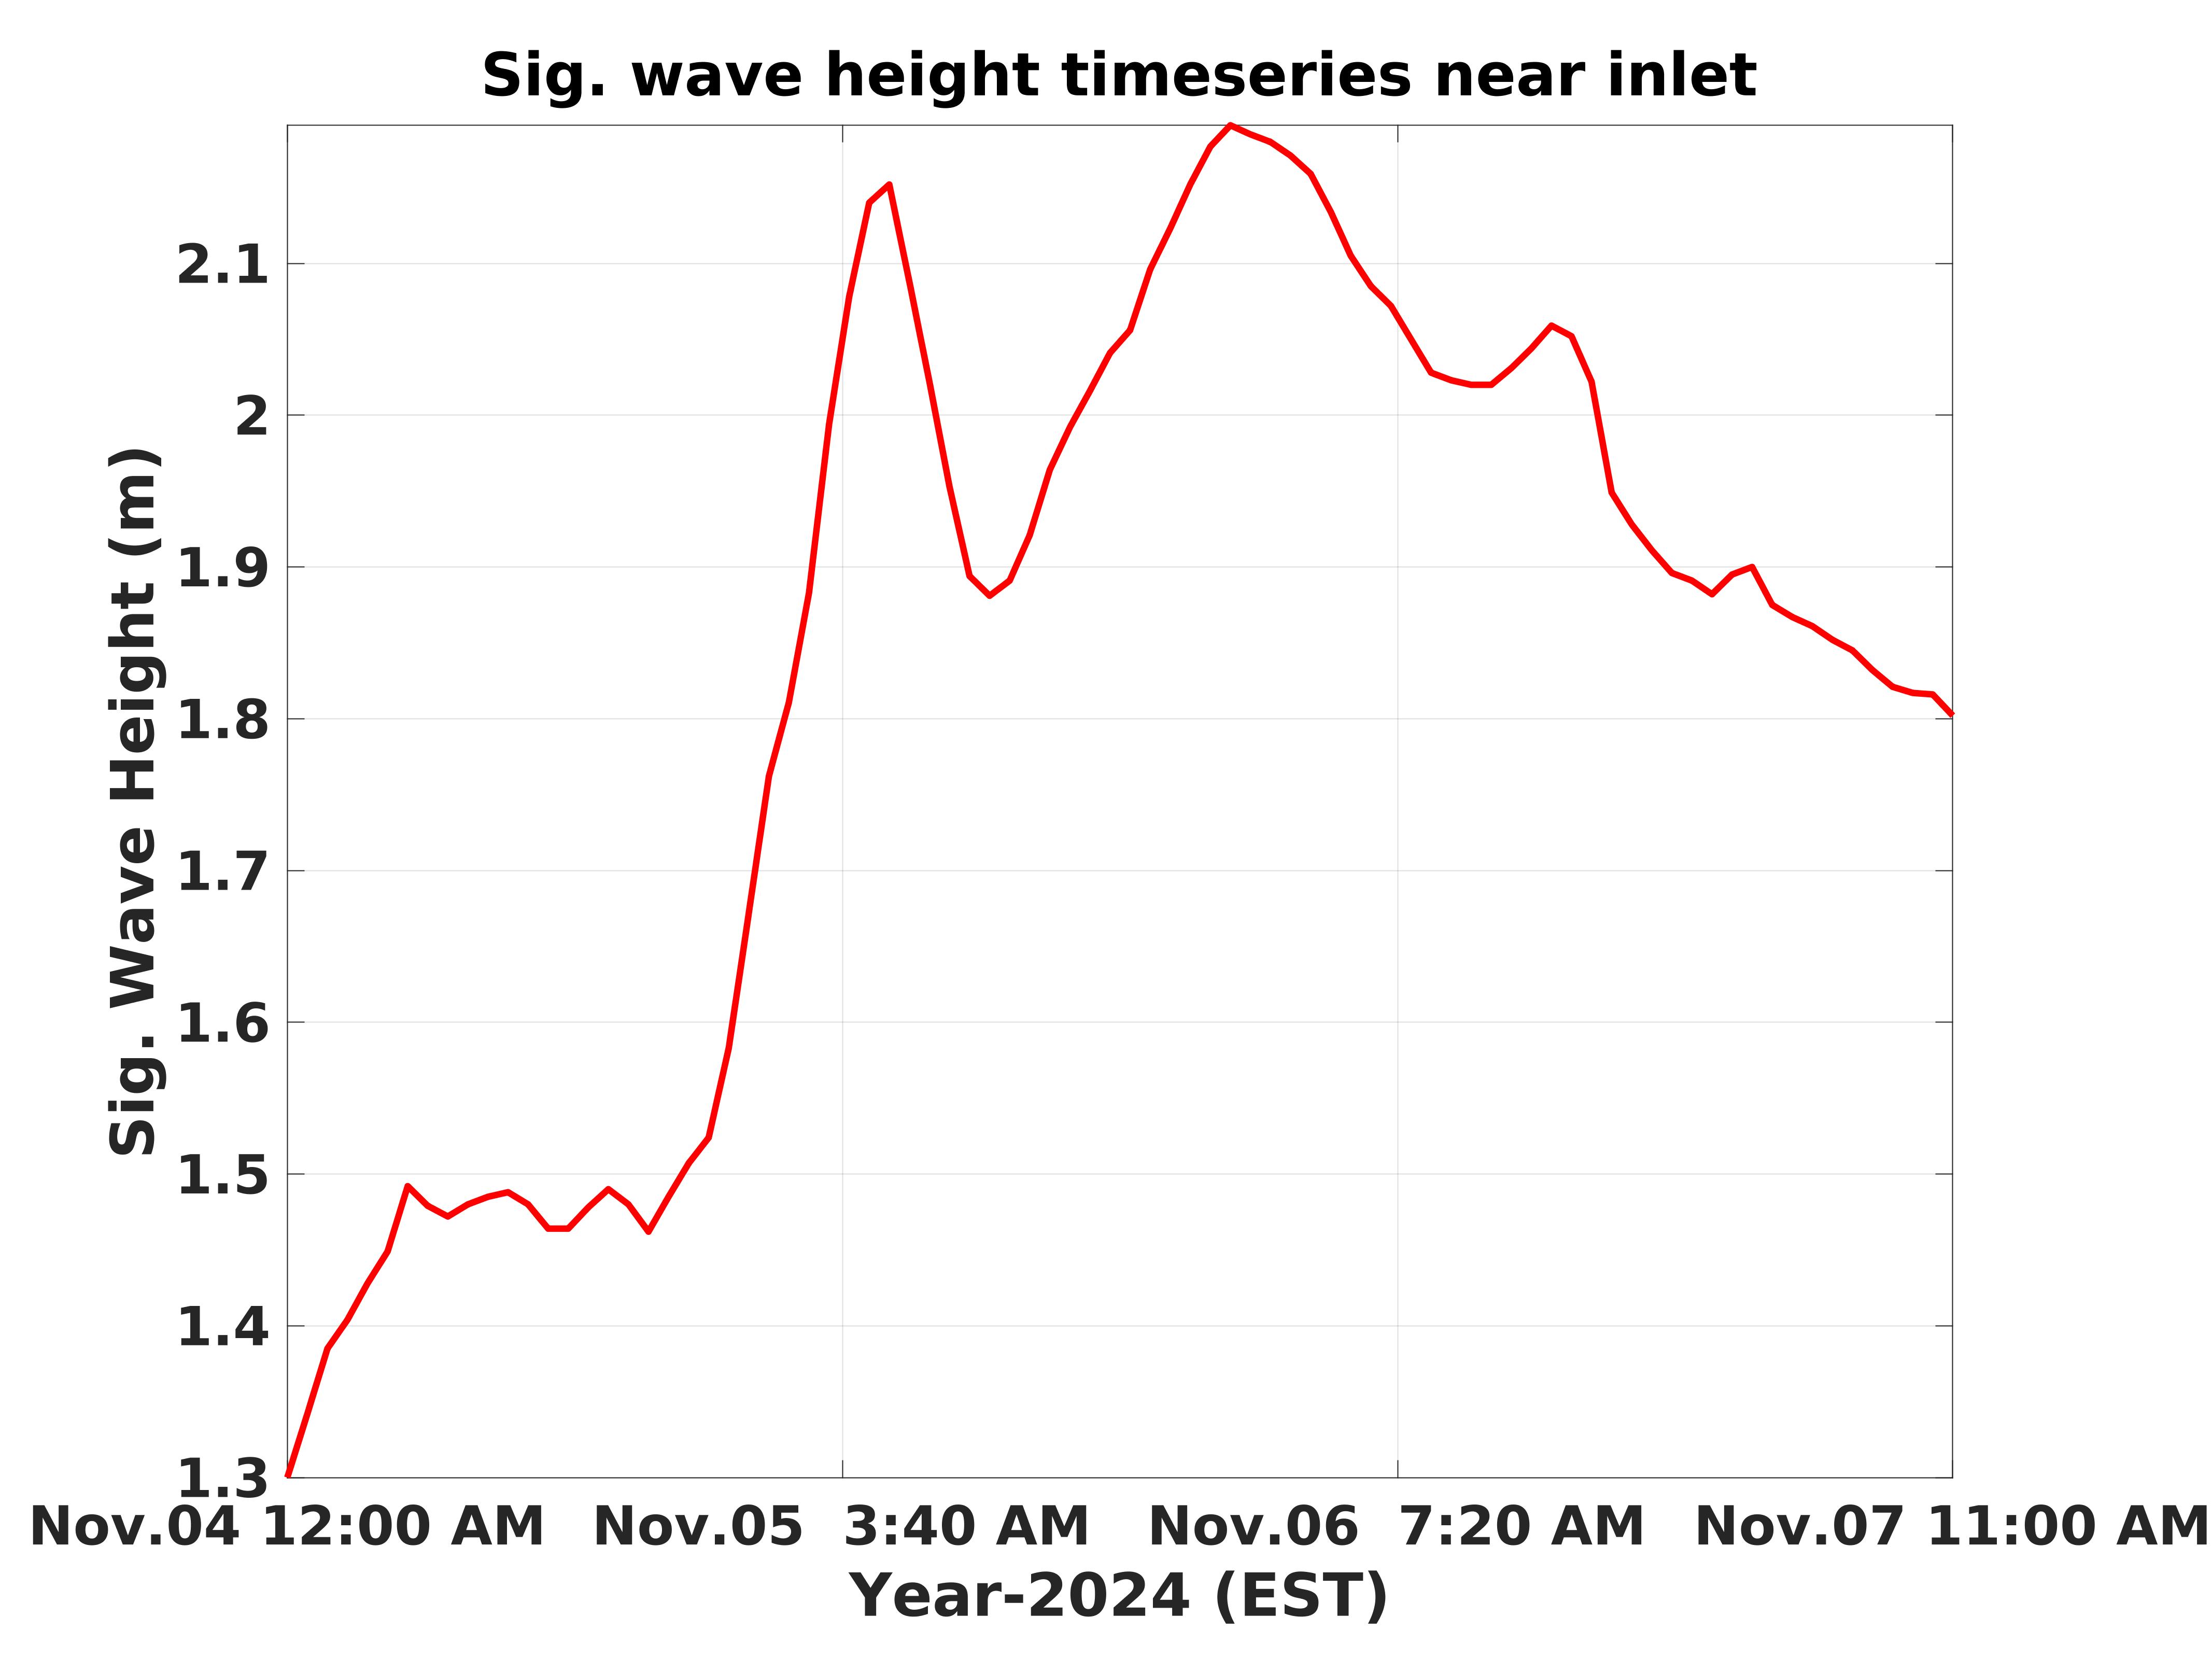 Sig. wave height timeseries near inlet
Sig. Wave Height (m)
2.1
2
1.9
1.8
1.7
1.6
1.5
1.4
1.3
Nov.04 12:00 AM Nov.05 3:40 AM Nov.06 7:20 AM Nov.07 11:00 AM
Year-2024 (EST)